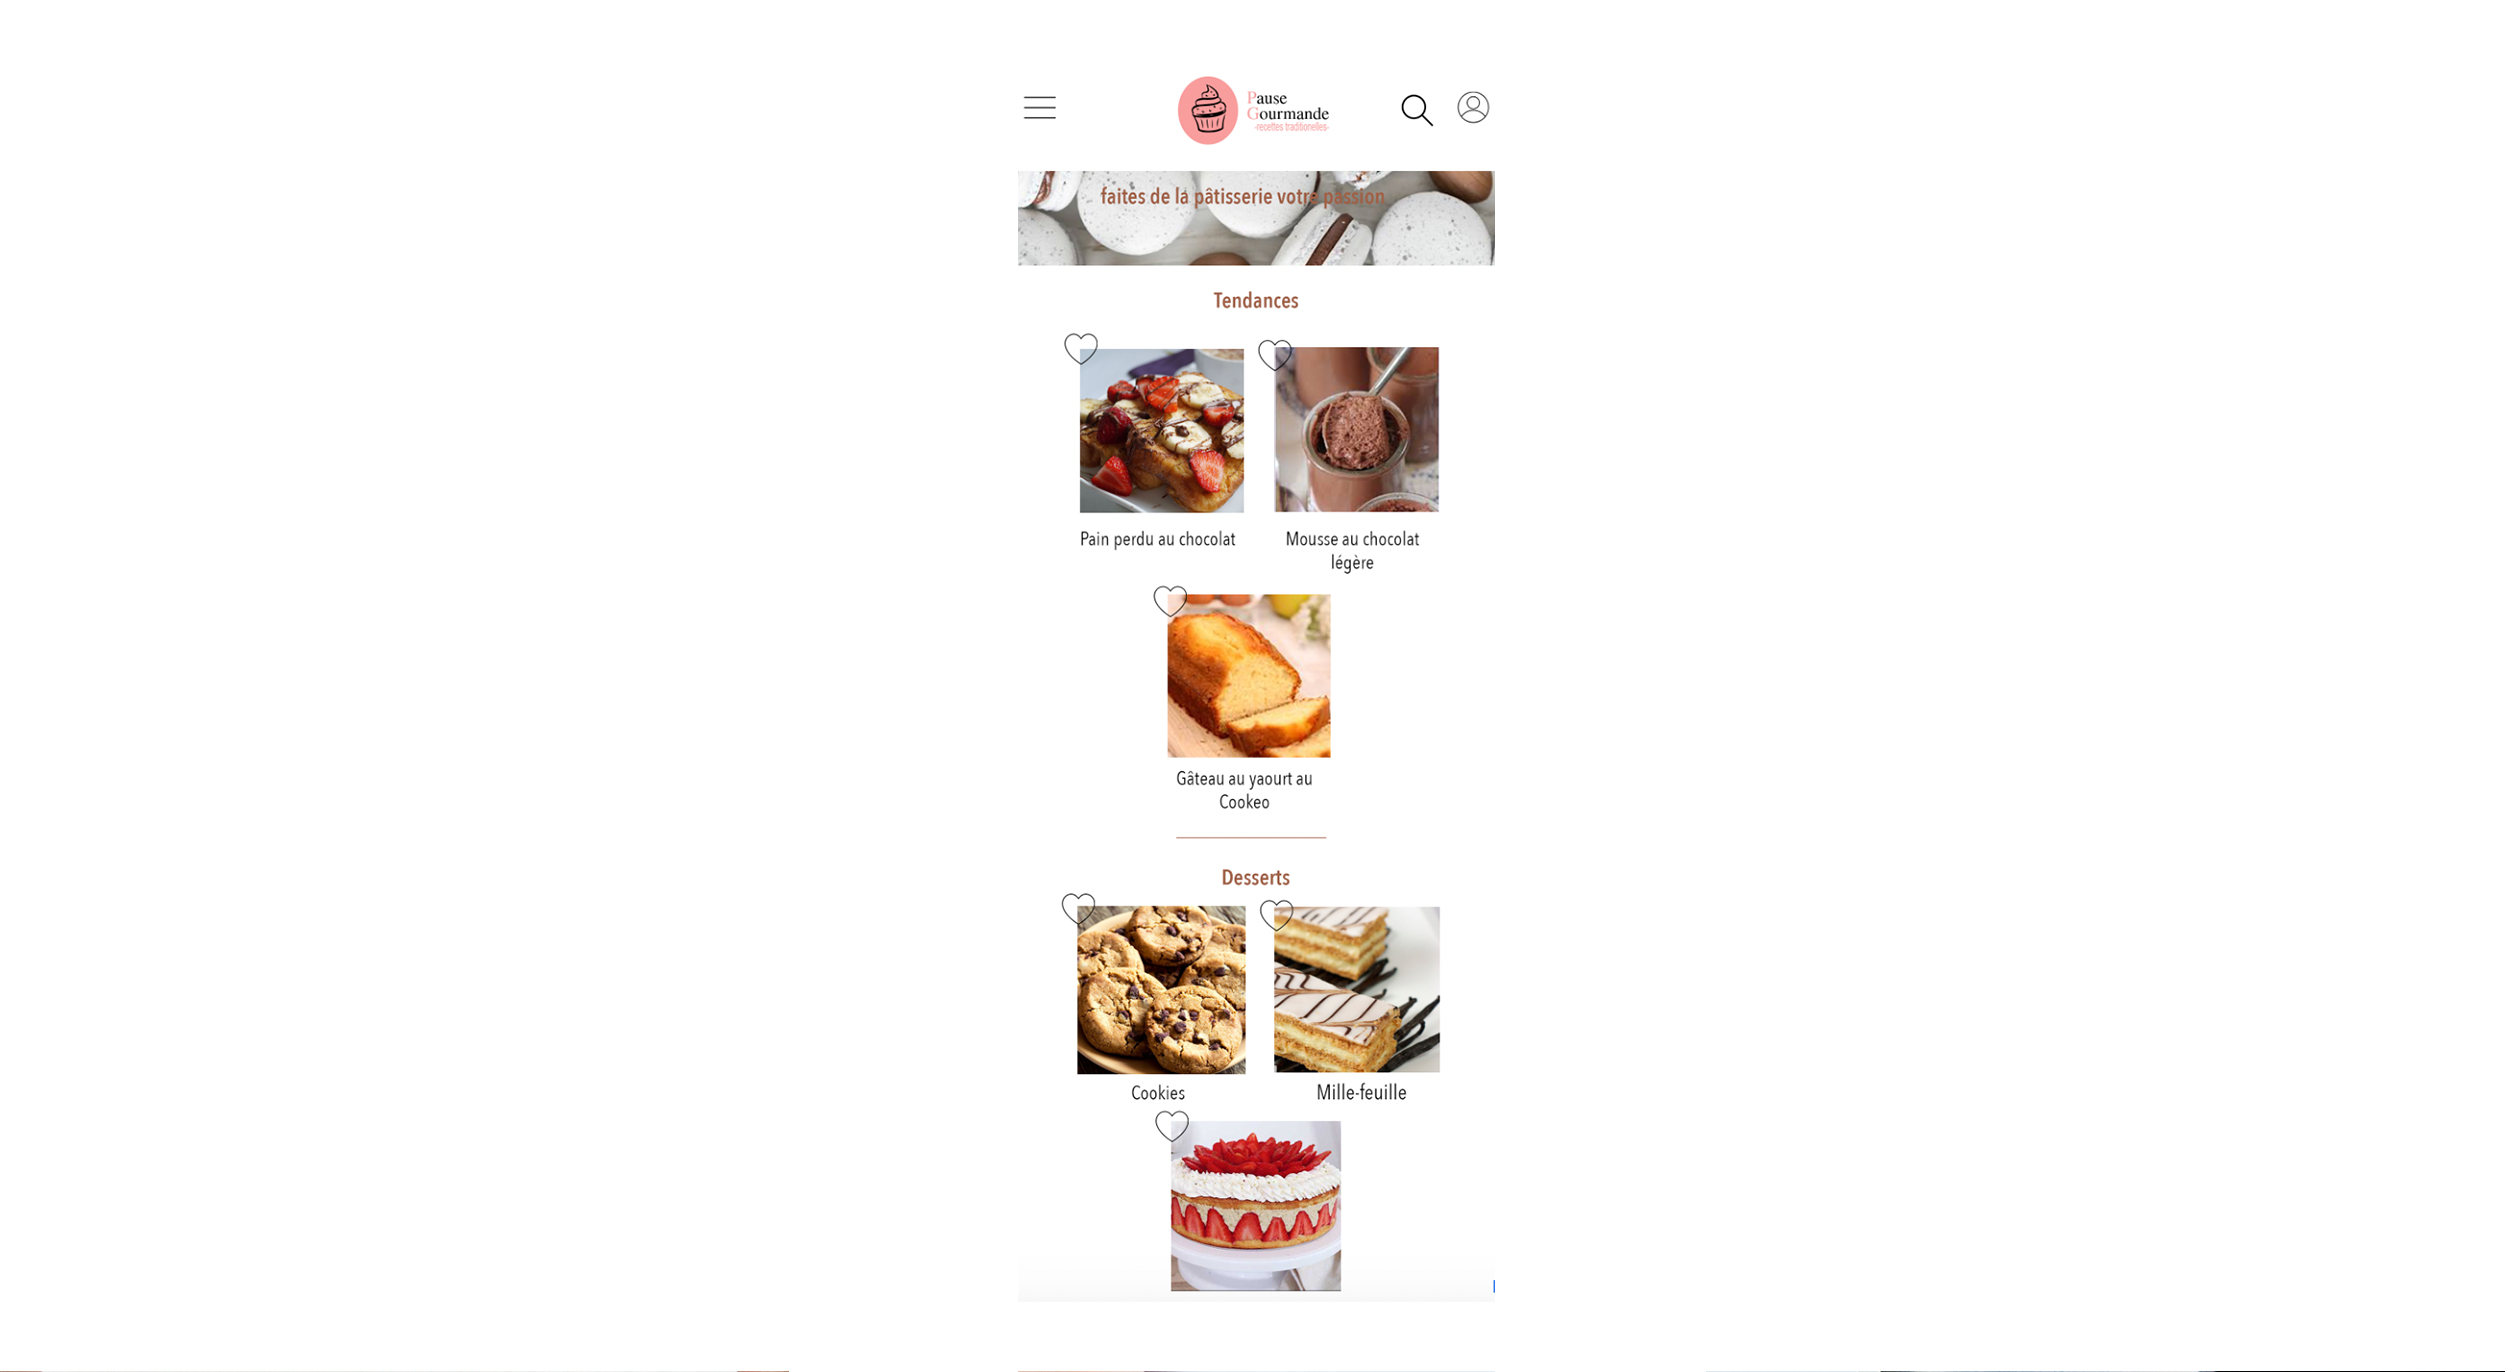 Pause
Gourmande
-recettes traditionelles-
faites de la pâtisserie votre passion
Tendances
Pain perdu au chocolat
Mousse au chocolat
légère
Gâteau au yaourt au
Cookeo
Desserts
Cookies
Mille-feuille